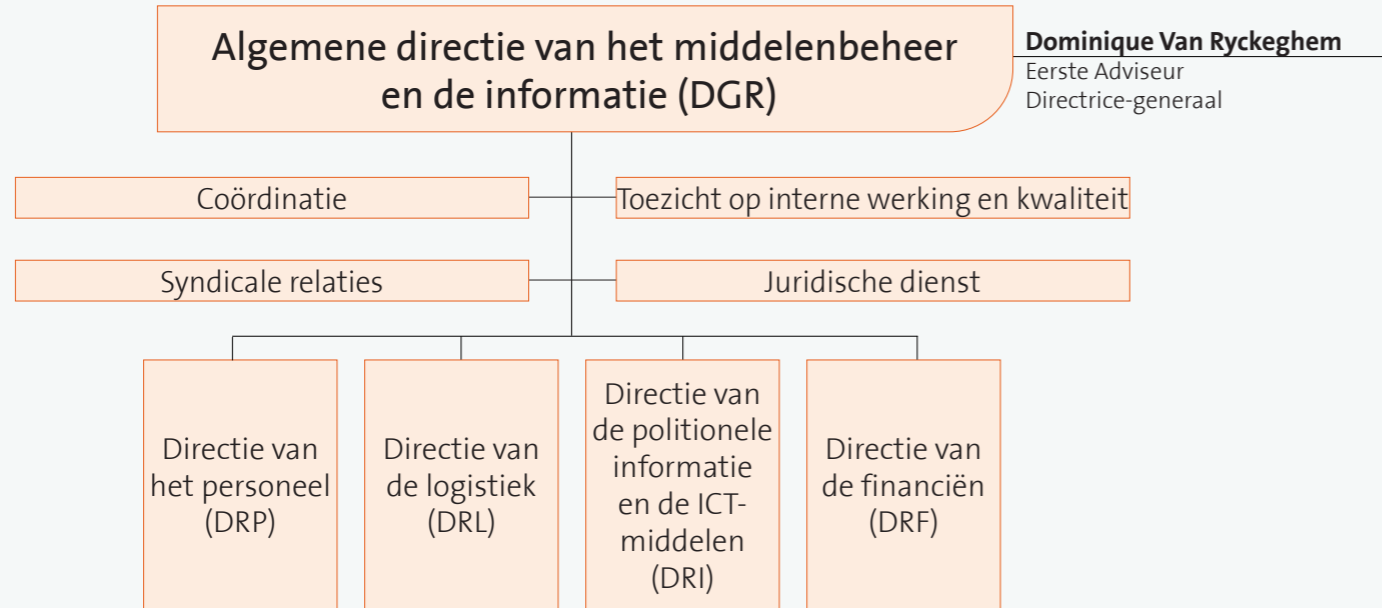 Algemene directie van het middelenbeheer
en de informatie (DGR)
Dominique Van Ryckeghem
Eerste Adviseur
Directrice-generaal
Coördinatie
Toezicht op interne werking en kwaliteit
Syndicale relaties
Juridische dienst
Directie van
het personeel
(DRP)
Directie van
de logistiek
(DRL)
Directie van
de politionele
informatie
en de ICT-
middelen
(DRI)
Directie van
de financiën
(DRF)